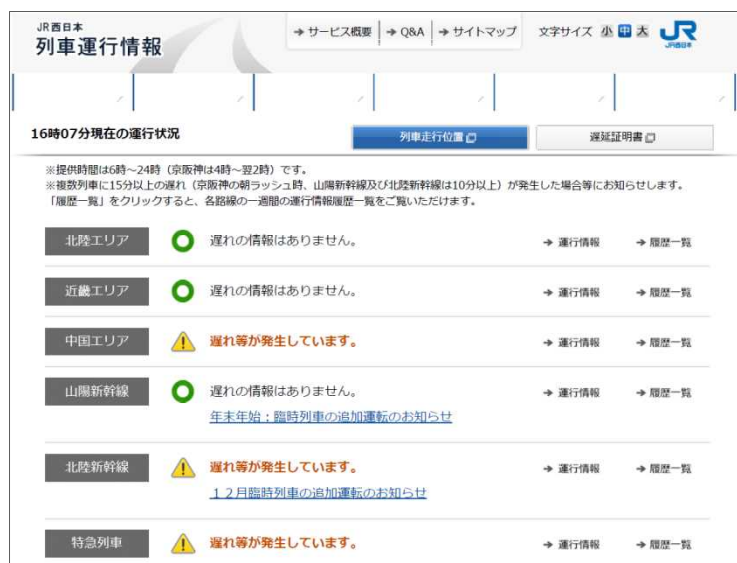 JR西日本
列車運行情報
サービス概要
Q&A
サイトマップ
文字サイズ 小 中 大
JR
JR西日本
16時07分現在の運行状況
列車走行位置
遅延証明書
※提供時間は6時～24時（京阪神は4時～翌2時）です。
※複数列車に15分以上の遅れ（京阪神の朝ラッシュ時、山陽新幹線及び北陸新幹線は10分以上）が発生した場合等にお知らせします。
「履歴一覧」をクリックすると、各路線の一週間の運行情報履歴一覧をご覧いただけます。
北陸エリア 遅れの情報はありません。 運行情報 履歴一覧
近畿エリア 遅れの情報はありません。 運行情報 履歴一覧
中国エリア 遅れ等が発生しています。 運行情報 履歴一覧
山陽新幹線 遅れの情報はありません。 運行情報 履歴一覧
年末年始：臨時列車の追加運転のお知らせ
北陸新幹線 遅れ等が発生しています。 運行情報 履歴一覧
１２月臨時列車の追加運転のお知らせ
特急列車 遅れ等が発生しています。 運行情報 履歴一覧